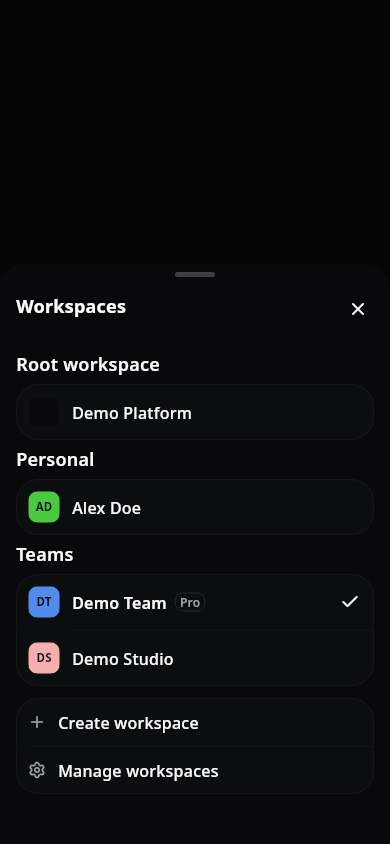 Workspaces
Root workspace
Demo Platform
Personal
AD Alex Doe
Teams
DT Demo Team Pro
DS Demo Studio
Create workspace
Manage workspaces